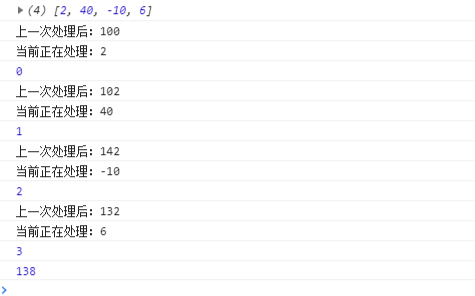 (4) [2, 40, -10, 6]
上一次处理后: 100
当前正在处理: 2
0
上一次处理后: 102
当前正在处理: 40
1
上一次处理后: 142
当前正在处理: -10
2
上一次处理后: 132
当前正在处理: 6
3
138